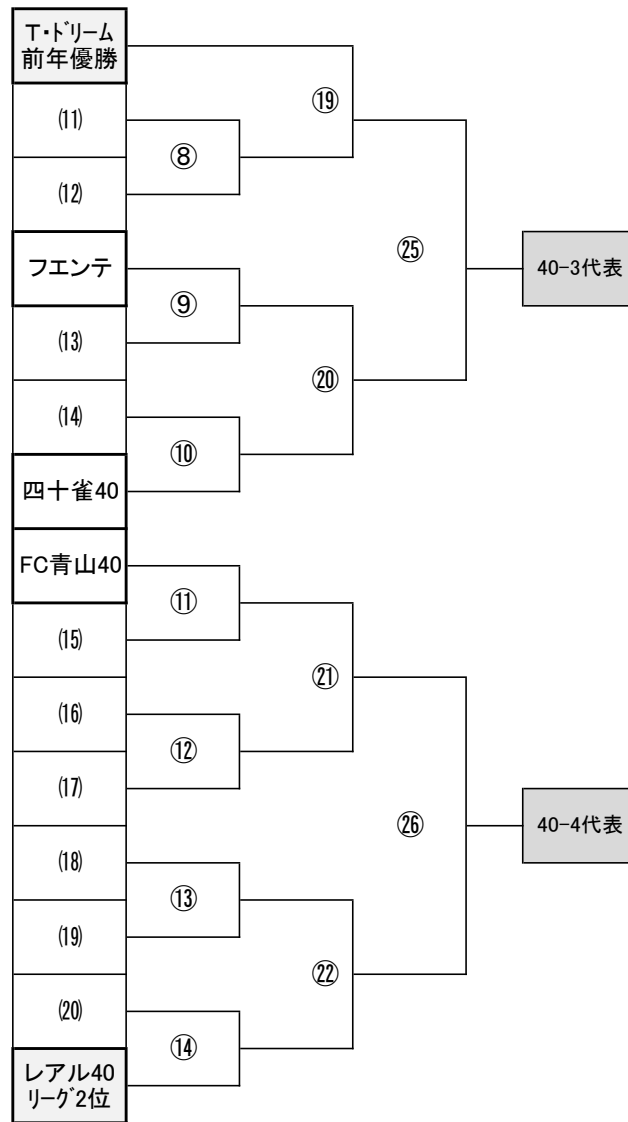 T・ドリーム
前年優勝
⑲
(11)
⑧
(12)
㉕
フエンテ
40-3代表
⑨
(13)
⑳
(14)
⑩
四十雀40
FC青山40
⑪
(15)
㉑
(16)
⑫
(17)
㉖
40-4代表
(18)
⑬
(19)
㉒
(20)
⑭
レアル40
リーグ2位